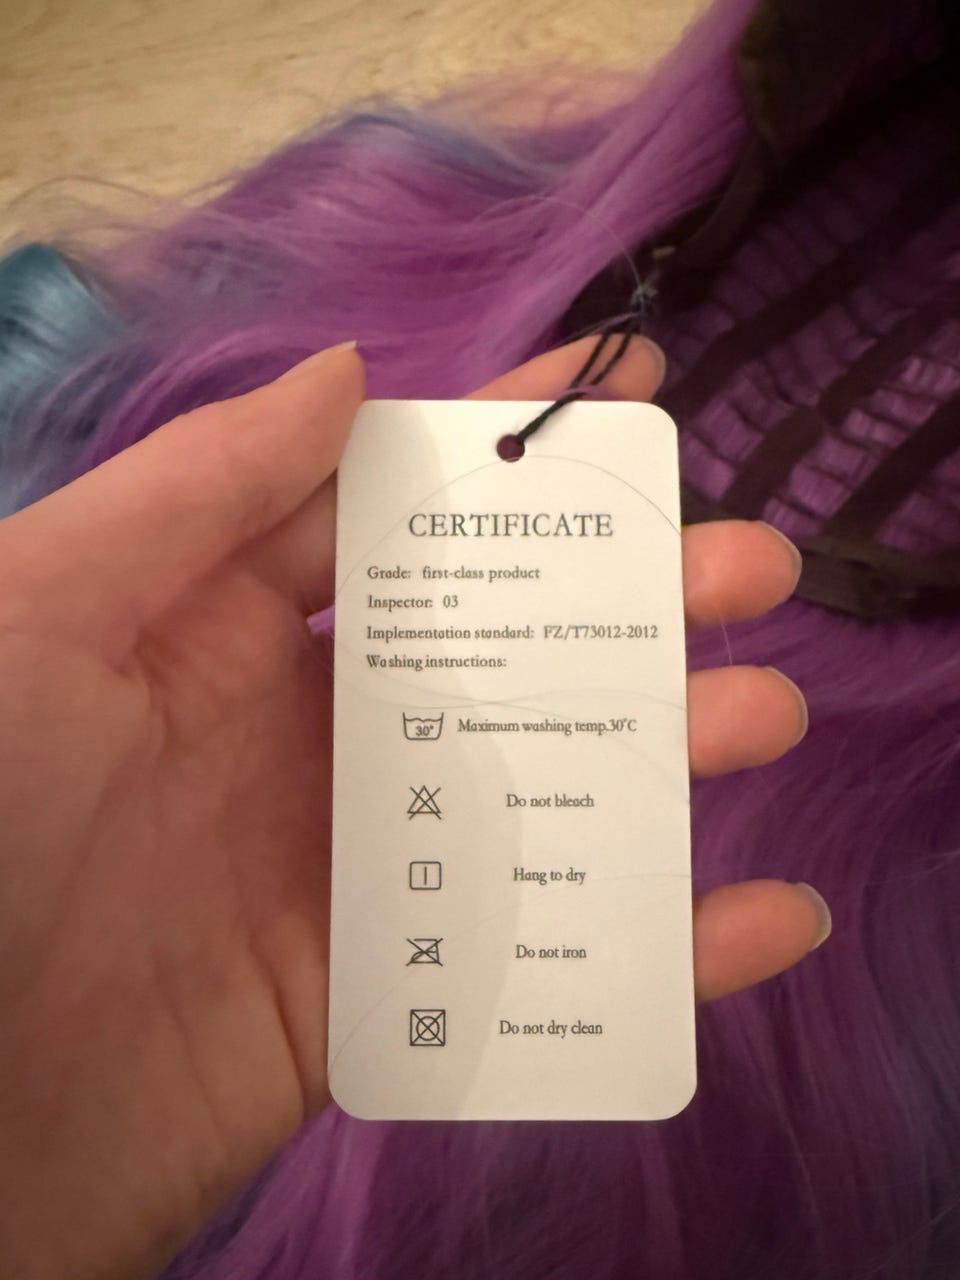 CERTIFICATE
Grade: first-class product
Inspector: 03
Implementation standard: FZ/T73012-2012
Washing instructions:
30° Maximum washing temp.30°C
Do not bleach
Hang to dry
Do not iron
Do not dry clean